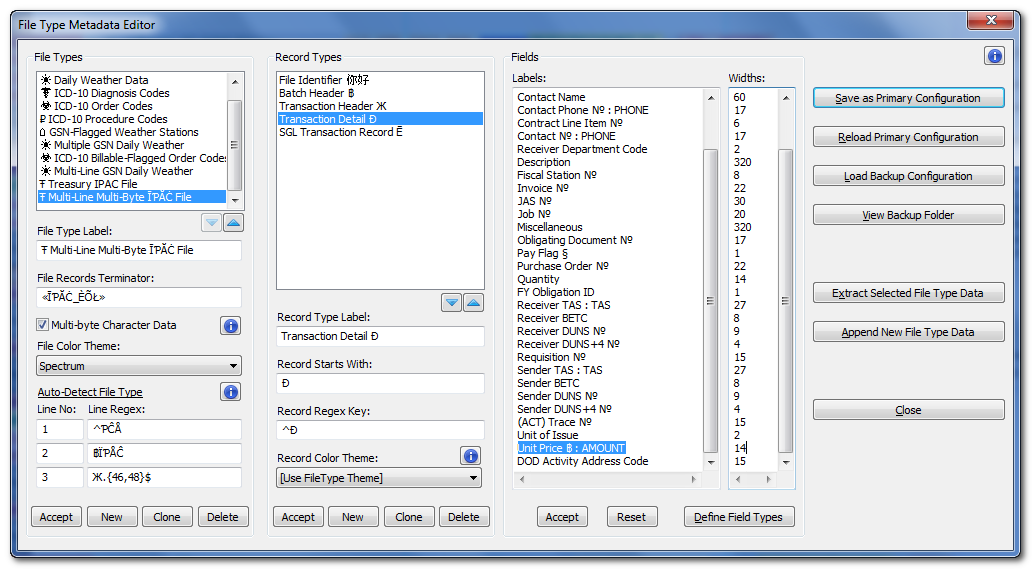 File Type Metadata Editor
File Types
☀ Daily Weather Data
☤ ICD-10 Diagnosis Codes
☠ ICD-10 Order Codes
₽ ICD-10 Procedure Codes
Ω GSN-Flagged Weather Stations
☀ Multiple GSN Daily Weather
☠ ICD-10 Billable-Flagged Order Codes
☀ Multi-Line GSN Daily Weather
Ŧ Treasury IPAC File
Ŧ Multi-Line Multi-Byte ĪƤĂĊ File
File Type Label:
Ŧ Multi-Line Multi-Byte ĪƤĂĊ File
File Records Terminator:
«ĪƤĂĊ_ÈÕŁ»
Multi-byte Character Data
File Color Theme:
Spectrum
Auto-Detect File Type
Line No: Line Regex:
1 ^ƤĈÅ
2 ฿ÏƤÂĈ
3 Ж.{46,48}$
Accept New Clone Delete
Record Types
File Identifier 你好
Batch Header ฿
Transaction Header Ж
Transaction Detail Đ
SGL Transaction Record Ē
Record Type Label:
Transaction Detail Đ
Record Starts With:
Đ
Record Regex Key:
^Đ
Record Color Theme:
[Use FileType Theme]
Accept New Clone Delete
Fields
Labels: Widths:
Contact Name 60
Contact Phone № : PHONE 17
Contract Line Item № 6
Contact № : PHONE 17
Receiver Department Code 2
Description 320
Fiscal Station № 8
Invoice № 22
JAS № 30
Job № 20
Miscellaneous 320
Obligating Document № 17
Pay Flag § 1
Purchase Order № 22
Quantity 14
FY Obligation ID 1
Receiver TAS : TAS 27
Receiver BETC 8
Receiver DUNS № 9
Receiver DUNS+4 № 4
Requisition № 15
Sender TAS : TAS 27
Sender BETC 8
Sender DUNS № 9
Sender DUNS+4 № 4
(ACT) Trace № 15
Unit of Issue 2
Unit Price ฿ : AMOUNT 14
DOD Activity Address Code 15
Accept Reset Define Field Types
Save as Primary Configuration
Reload Primary Configuration
Load Backup Configuration
View Backup Folder
Extract Selected File Type Data
Append New File Type Data
Close